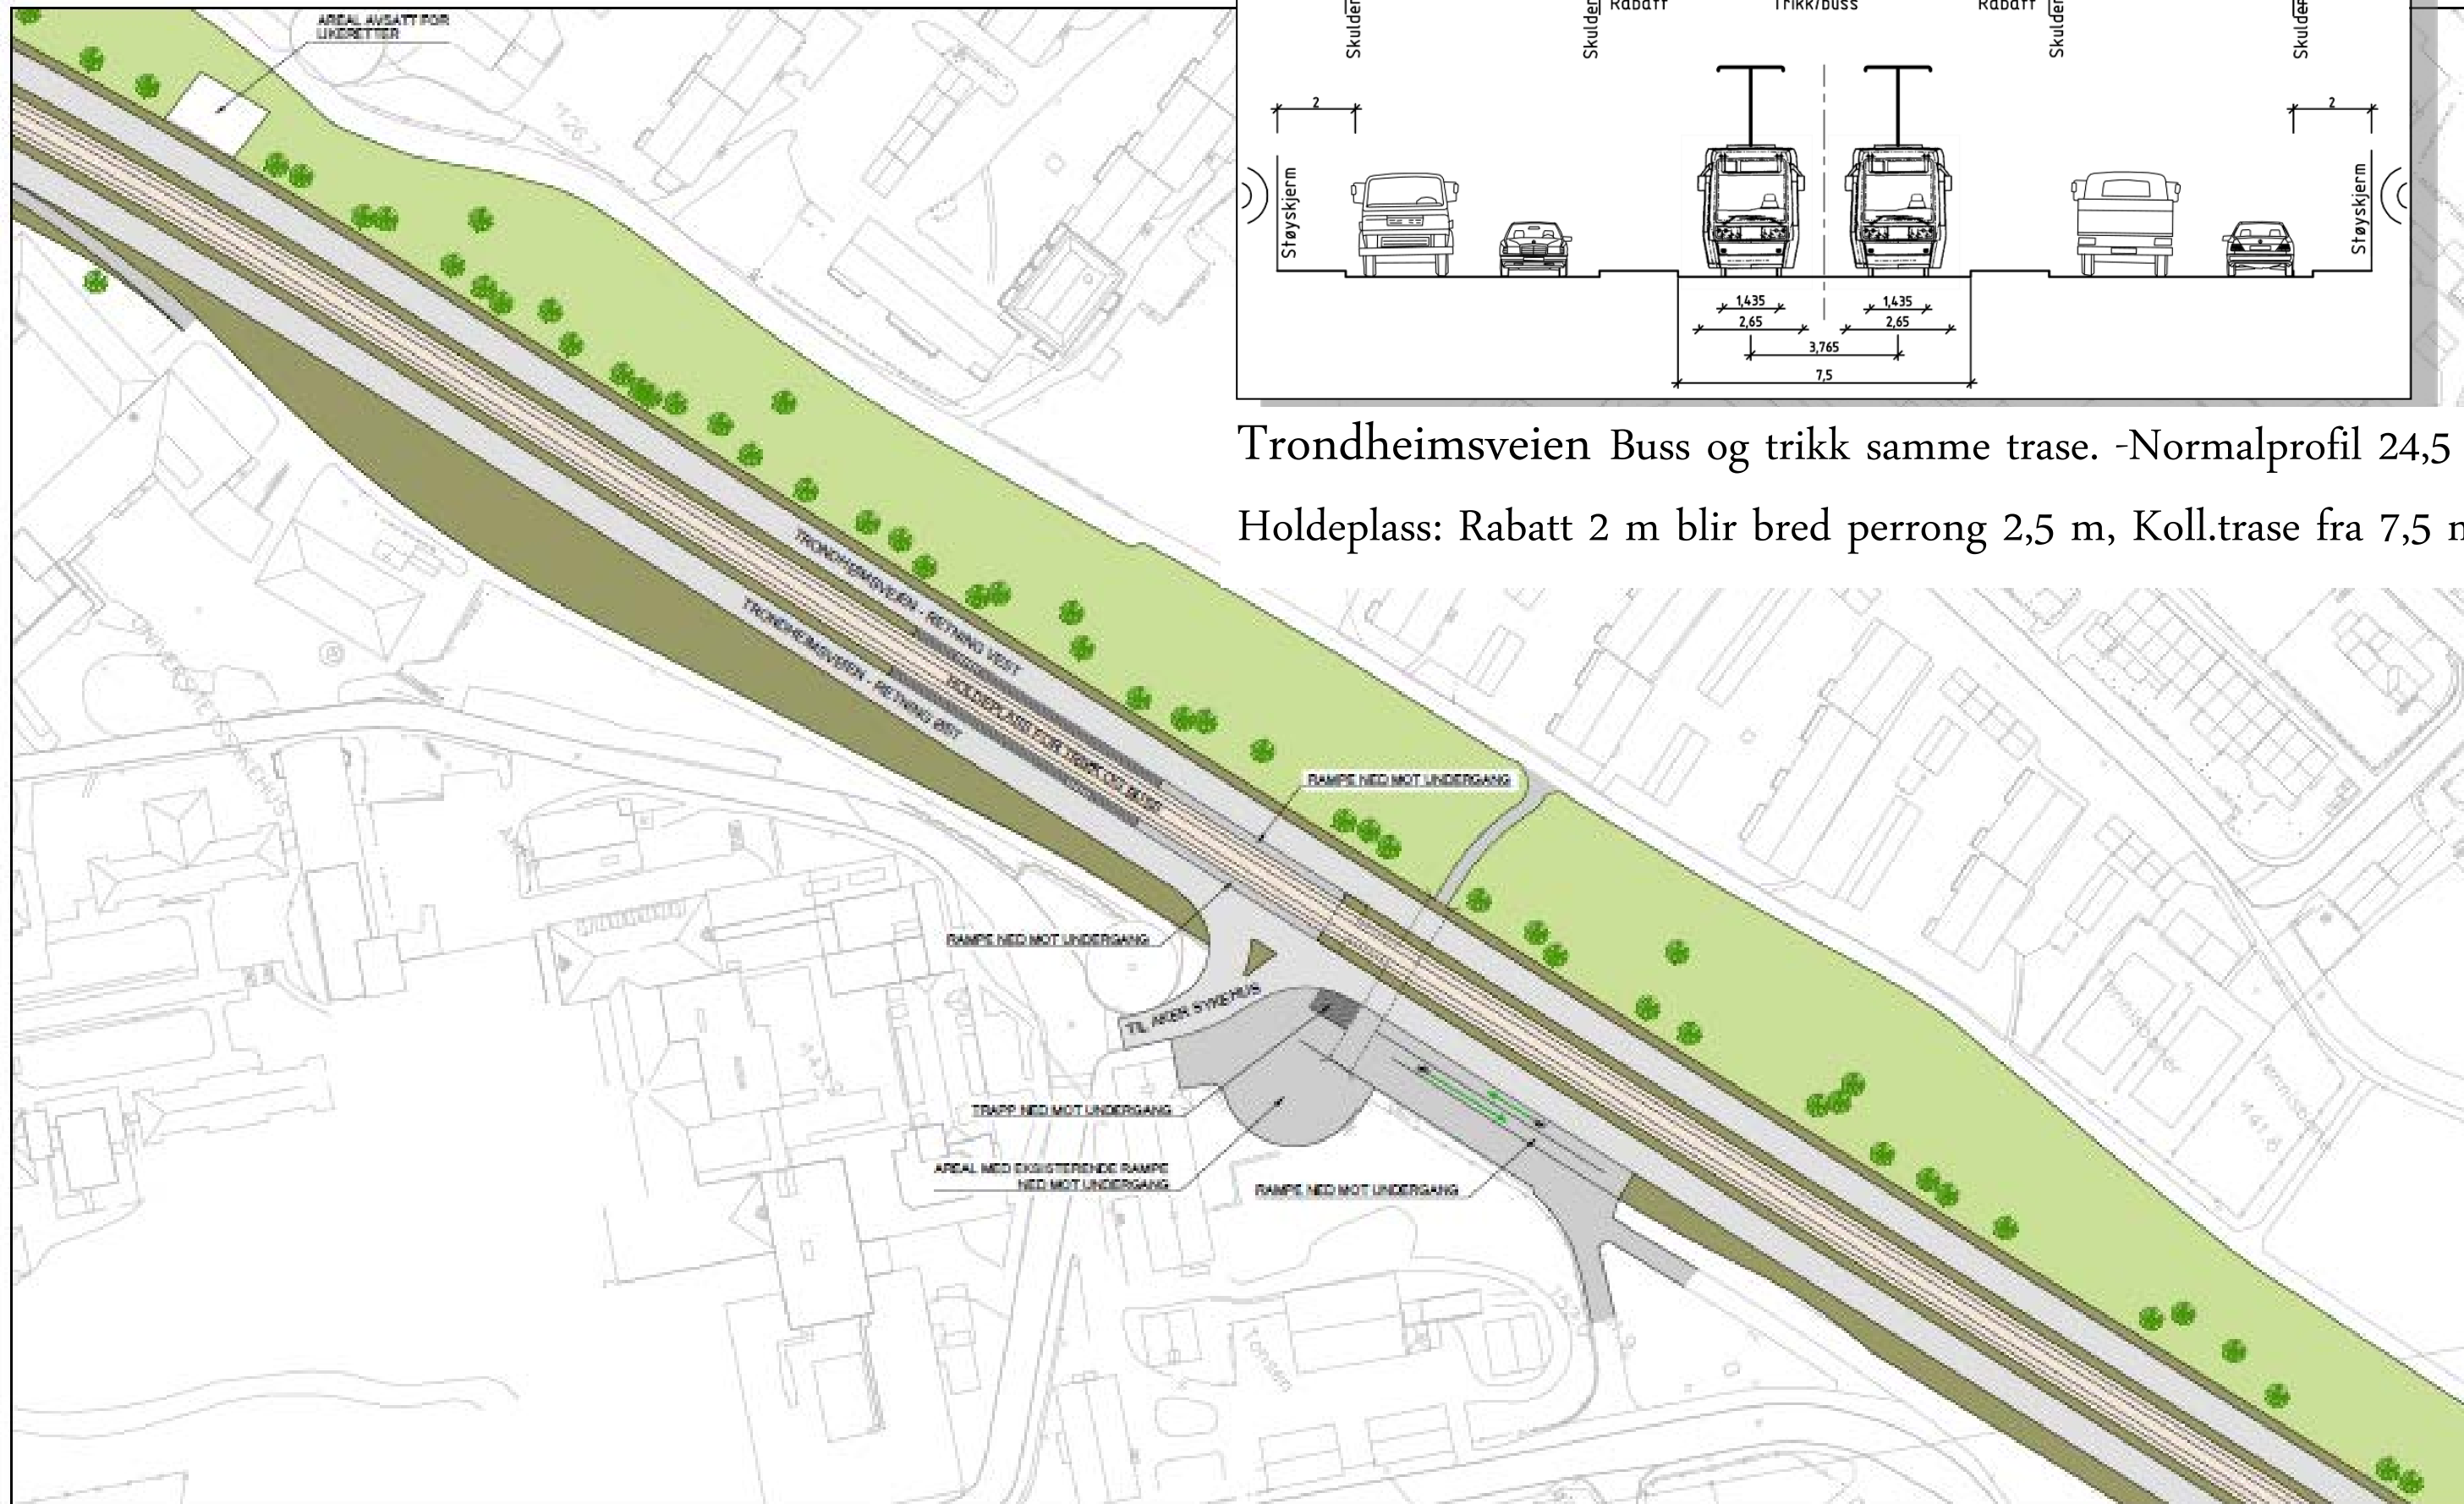 AREAL AVSATT FOR
LIKERETTER
Skulder
Skulder
Rabatt
Trikk/buss
Rabatt
Skulder
Skulder
2
2
Støyskjerm
Støyskjerm
1,435
1,435
2,65
2,65
3,765
7,5
Trondheimsveien Buss og trikk samme trase. -Normalprofil 24,5
Holdeplass: Rabatt 2 m blir bred perrong 2,5 m, Koll.trase fra 7,5
TRONDHEIMSVEIEN - RETNING VEST
HOLDEPLASS FOR TRIKK OG BUSS
TRONDHEIMSVEIEN - RETNING ØST
RAMPE NED MOT UNDERGANG
RAMPE NED MOT UNDERGANG
TIL AKER SYKEHUS
TRAPP NED MOT UNDERGANG
AREAL MED EKSISTERENDE RAMPE
NED MOT UNDERGANG
RAMPE NED MOT UNDERGANG